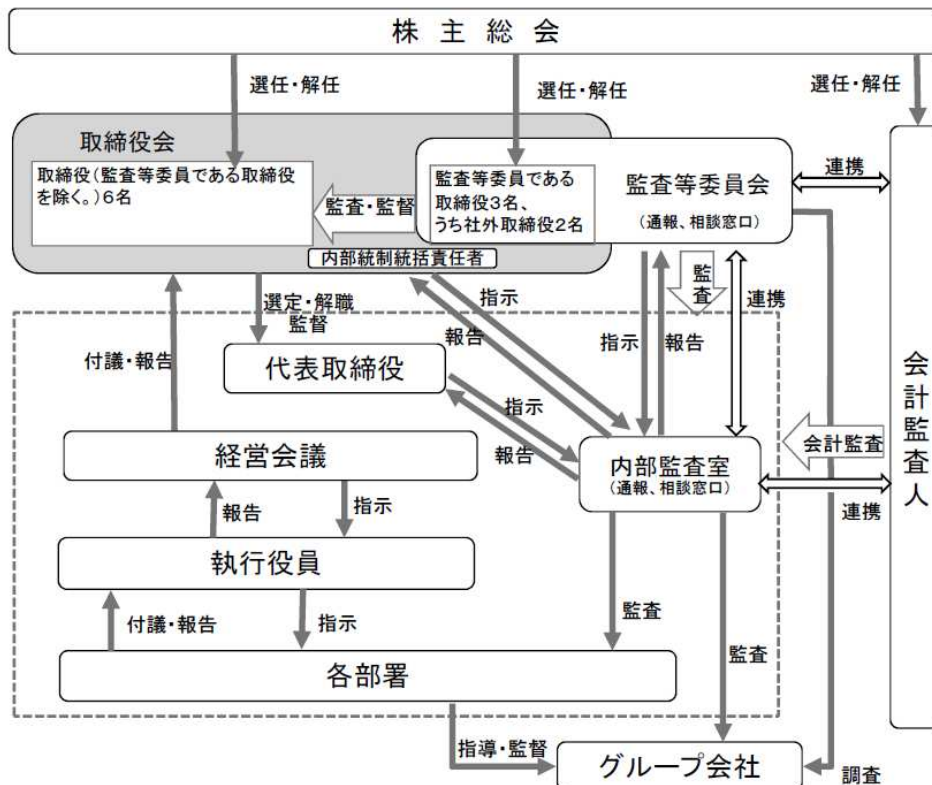 株主総会
選任・解任
選任・解任
選任・解任
取締役会
取締役(監査等委員である取締役
を除く。)6名
監査・監督
監査等委員である
取締役3名、
うち社外取締役2名
監査等委員会
(通報、相談窓口)
連携
内部統制統括責任者
選定・解職
監督
指示
報告
指示
報告
監査
連携
付議・報告
代表取締役
指示
報告
会計監査人
会計監査
経営会議
内部監査室
(通報、相談窓口)
連携
報告
指示
執行役員
付議・報告
指示
監査
監査
各部署
指導・監督
グループ会社
調査